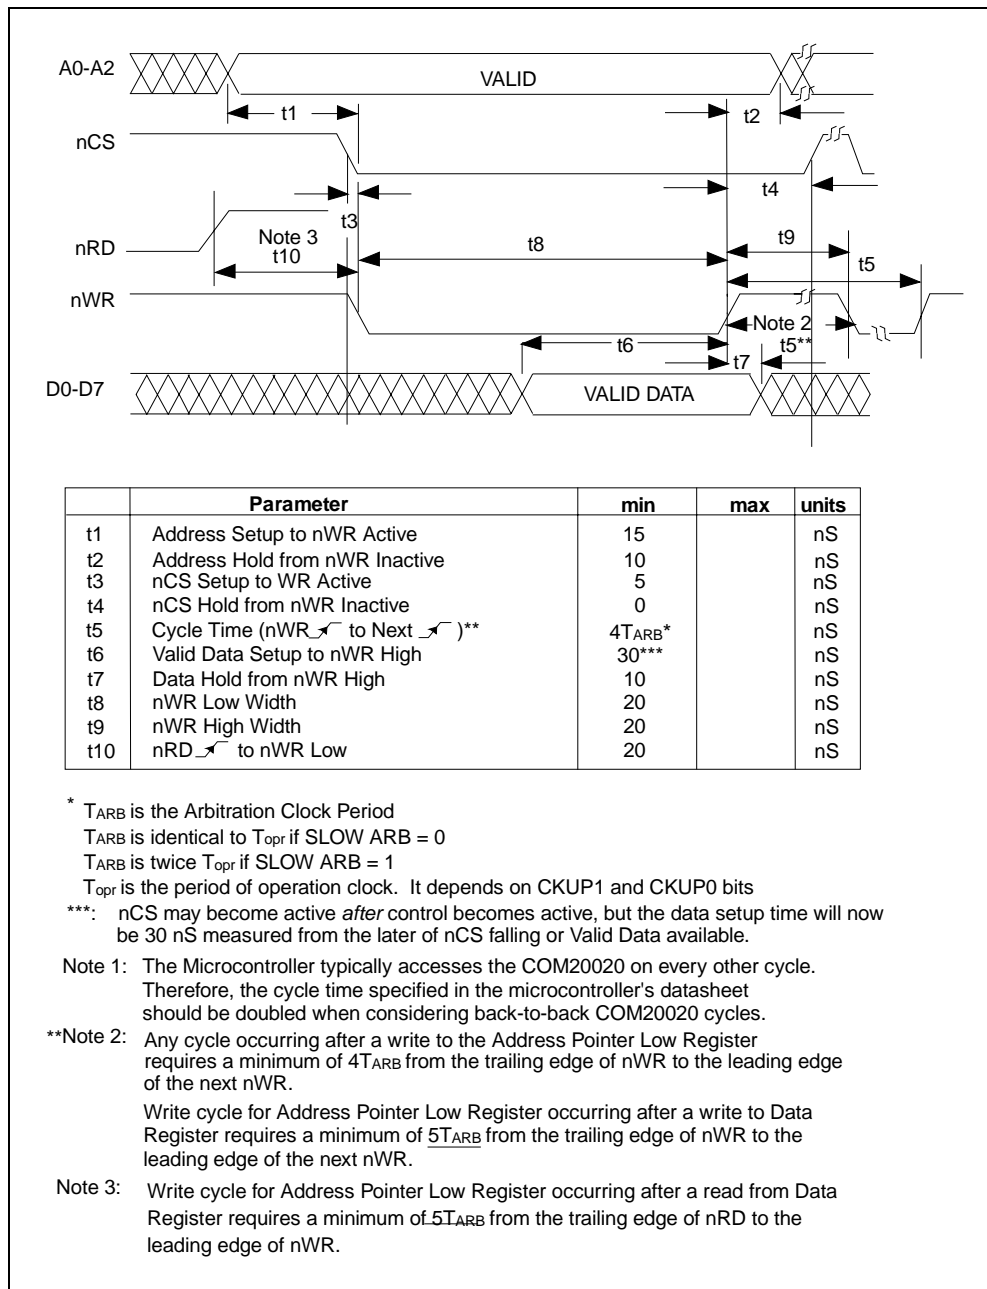 A0-A2
VALID
t1
t2
nCS
t4
t3
nRD
Note 3
t10
t8
t9
t5
nWR
Note 2
t5**
t6
t7
D0-D7
VALID DATA
Parameter min max units
t1 Address Setup to nWR Active 15 nS
t2 Address Hold from nWR Inactive 10 nS
t3 nCS Setup to WR Active 5 nS
t4 nCS Hold from nWR Inactive 0 nS
t5 Cycle Time (nWR to Next )** 4TARB* nS
t6 Valid Data Setup to nWR High 30*** nS
t7 Data Hold from nWR High 10 nS
t8 nWR Low Width 20 nS
t9 nWR High Width 20 nS
t10 nRD to nWR Low 20 nS
* TARB is the Arbitration Clock Period
TARB is identical to Topr if SLOW ARB = 0
TARB is twice Topr if SLOW ARB = 1
Topr is the period of operation clock. It depends on CKUP1 and CKUP0 bits
***: nCS may become active after control becomes active, but the data setup time will now
be 30 nS measured from the later of nCS falling or Valid Data available.
Note 1: The Microcontroller typically accesses the COM20020 on every other cycle.
Therefore, the cycle time specified in the microcontroller's datasheet
should be doubled when considering back-to-back COM20020 cycles.
**Note 2: Any cycle occurring after a write to the Address Pointer Low Register
requires a minimum of 4TARB from the trailing edge of nWR to the leading edge
of the next nWR.
Write cycle for Address Pointer Low Register occurring after a write to Data
Register requires a minimum of 5TARB from the trailing edge of nWR to the
leading edge of the next nWR.
Note 3: Write cycle for Address Pointer Low Register occurring after a read from Data
Register requires a minimum of 5TARB from the trailing edge of nRD to the
leading edge of nWR.